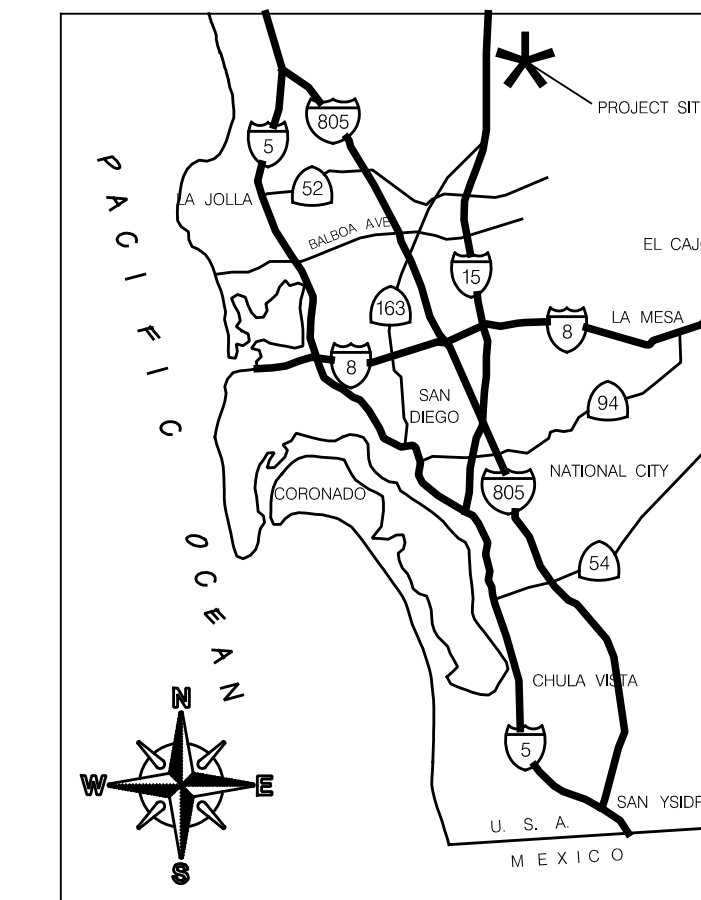 PROJECT SIT
805
5
PACIFIC
52
LA JOLLA
BALBOA AVE
EL CAJ
15
163
LA MESA
8
8
SAN
DIEGO
94
NATIONAL CITY
805
CORONADO
OCEAN
54
CHULA VISTA
N
5
W
E
SAN YSIDR
U. S. A.
MEXICO
S